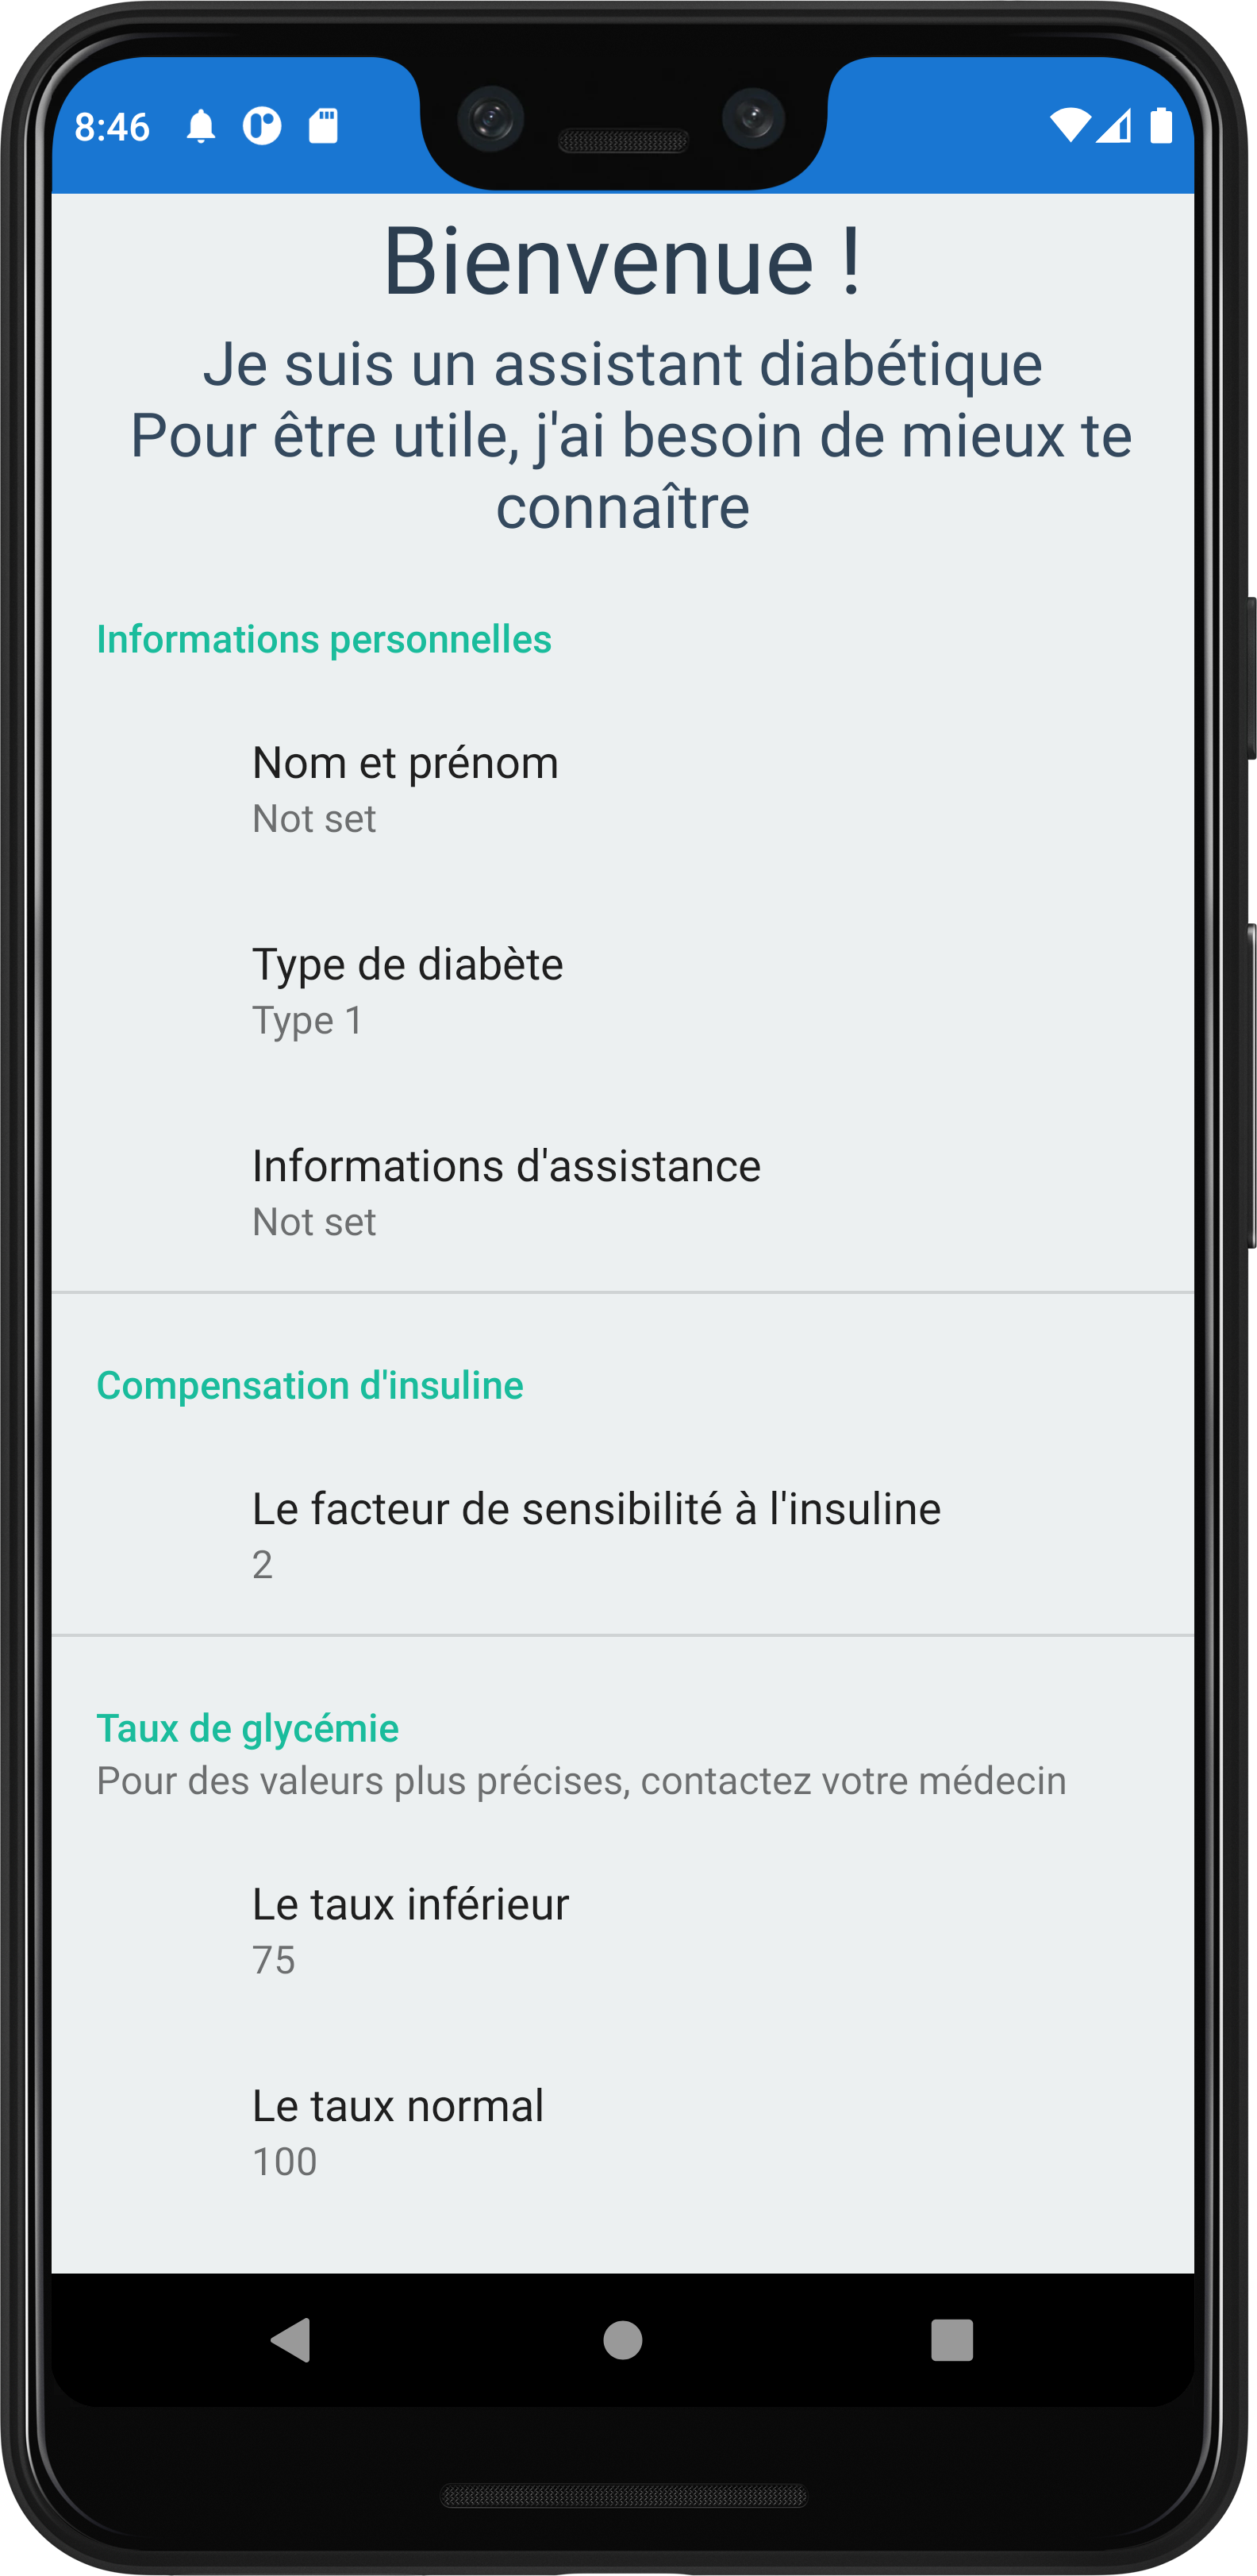 8:46
Bienvenue !
Je suis un assistant diabétique
Pour être utile, j'ai besoin de mieux te
connaître
Informations personnelles
Nom et prénom
Not set
Type de diabète
Type 1
Informations d'assistance
Not set
Compensation d'insuline
Le facteur de sensibilité à l'insuline
2
Taux de glycémie
Pour des valeurs plus précises, contactez votre médecin
Le taux inférieur
75
Le taux normal
100